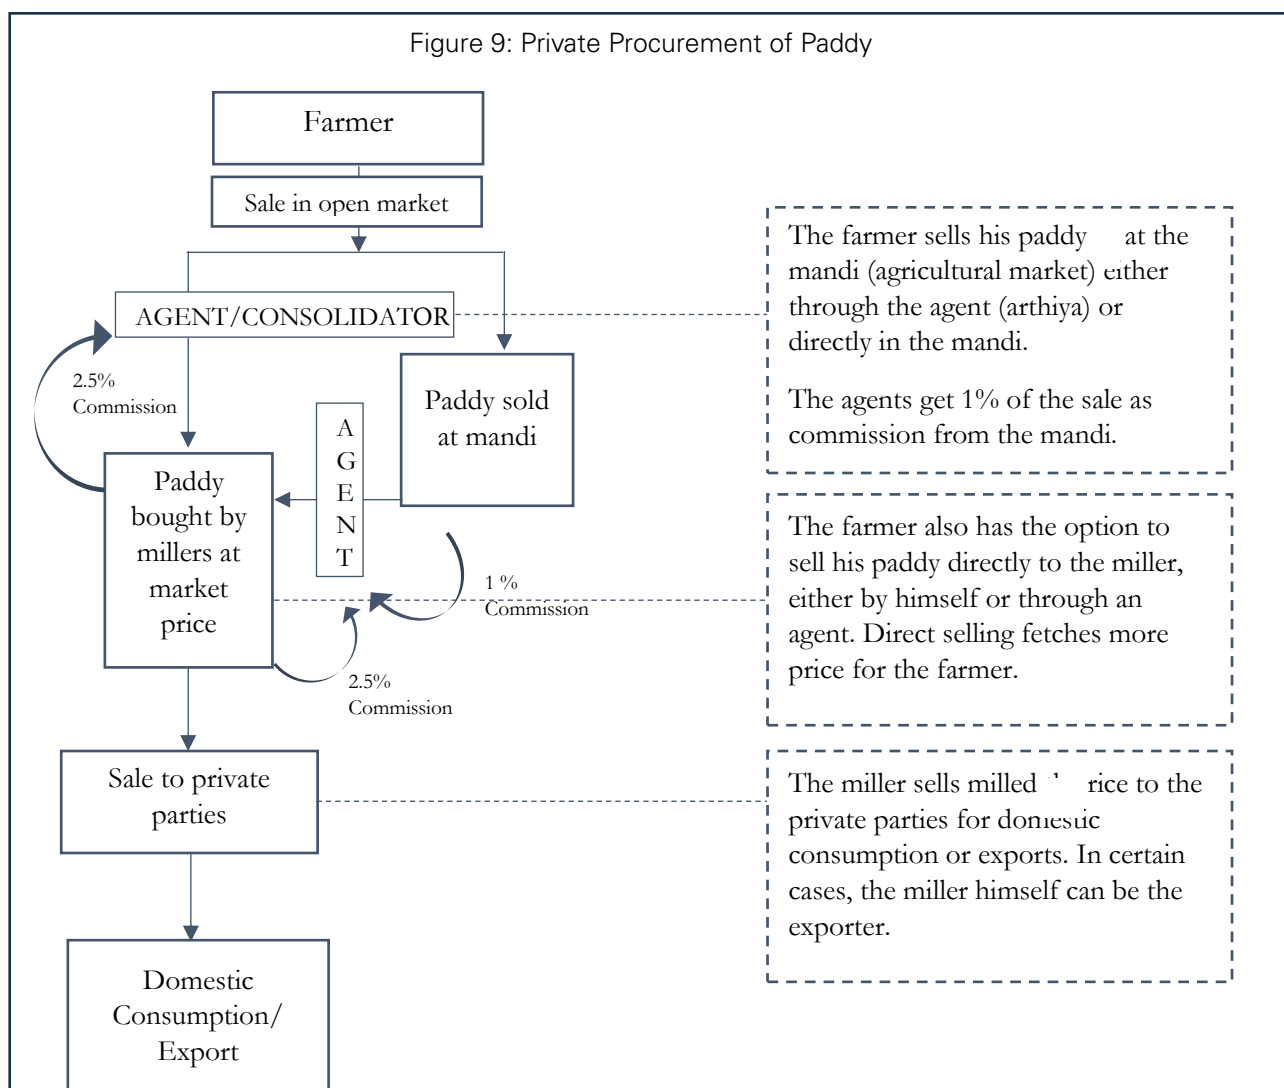 Figure 9: Private Procurement of Paddy
Farmer
Sale in open market
AGENT/CONSOLIDATOR
2.5%
Commission
Paddy sold
at mandi
A
G
E
N
T
Paddy
bought by
millers at
market
price
1 %
Commission
2.5%
Commission
Sale to private
parties
Domestic
Consumption/
Export
The farmer sells his paddy at the
mandi (agricultural market) either
through the agent (arthiya) or
directly in the mandi.
The agents get 1% of the sale as
commission from the mandi.
The farmer also has the option to
sell his paddy directly to the miller,
either by himself or through an
agent. Direct selling fetches more
price for the farmer.
The miller sells milled rice to the
private parties for domestic
consumption or exports. In certain
cases, the miller himself can be the
exporter.